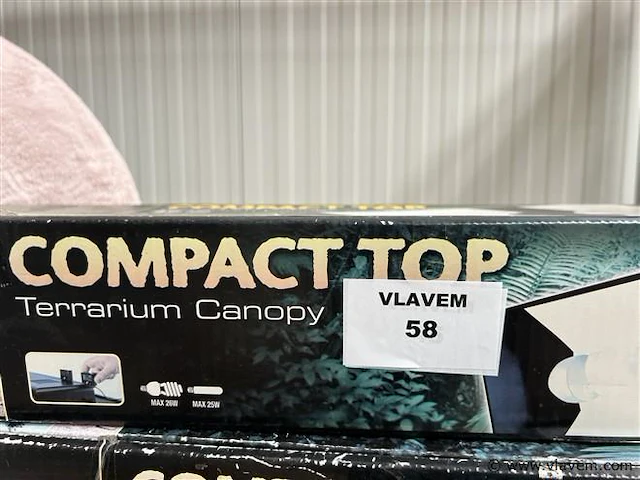 COMPACT TOP
Terrarium Canopy
VLAVEM
58
MAX 26W
MAX 25W
© www.vlavem.com